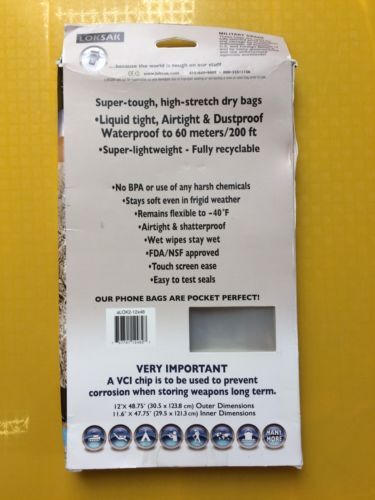 LOKSAK
MILITARY GRADE
... because the world is tough on our stuff
Super-tough, high-stretch dry bags
•Liquid tight, Airtight & Dustproof
Waterproof to 60 meters/200 ft
•Super-lightweight - Fully recyclable
•No BPA or use of any harsh chemicals
•Stays soft even in frigid weather
•Remains flexible to -40°F
•Airtight & shatterproof
•Wet wipes stay wet
•FDA/NSF approved
•Touch screen ease
•Easy to test seals
OUR PHONE BAGS ARE POCKET PERFECT!
aLOK2-12x48
VERY IMPORTANT
A VCI chip is to be used to prevent
corrosion when storing weapons long term.
12"X 48.75" (30.5 x 123.8 cm) Outer Dimensions
11.6" X 47.75" (29.5 x 121.3 cm) Inner Dimensions
MANY
MORE